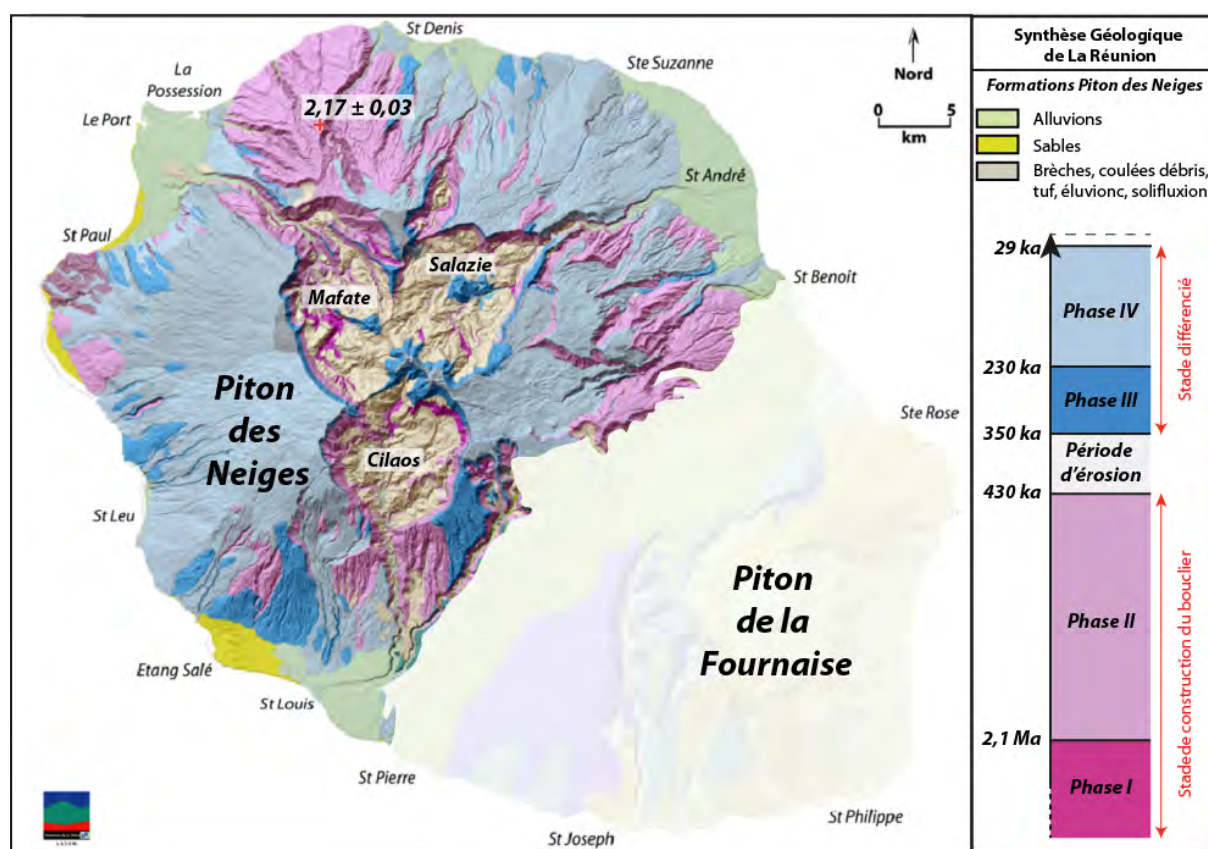 St Denis
Ste Suzanne
La
Possession
Le Port
2,17 ± 0,03
Nord
0 5
km
St André
St Paul
Salazie
Mafate
St Benoit
Piton
des
Neiges
Cilaos
Ste Rose
St Leu
Piton
de la
Fournaise
Etang Salé
St Louis
St Pierre
St Joseph
St Philippe
Synthèse Géologique
de La Réunion
Formations Piton des Neiges
Alluvions
Sables
Brèches, coulées débris,
tuf, éluvionc, solifluxion
29 ka
Phase IV
230 ka
Phase III
350 ka
Période
d'érosion
430 ka
Phase II
2,1 Ma
Phase I
Stade différencié
Stade de construction du bouclier